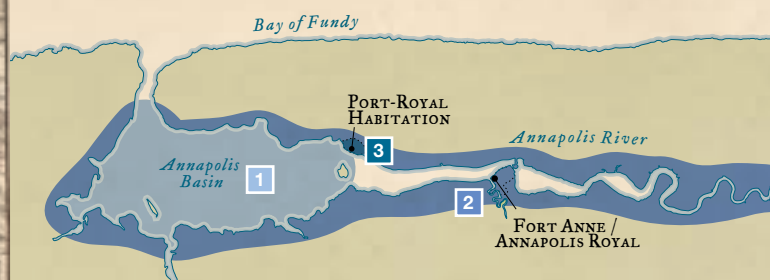 Bay of Fundy
Port-Royal
Habitation
3
Annapolis River
Annapolis
Basin
1
2
Fort Anne /
Annapolis Royal